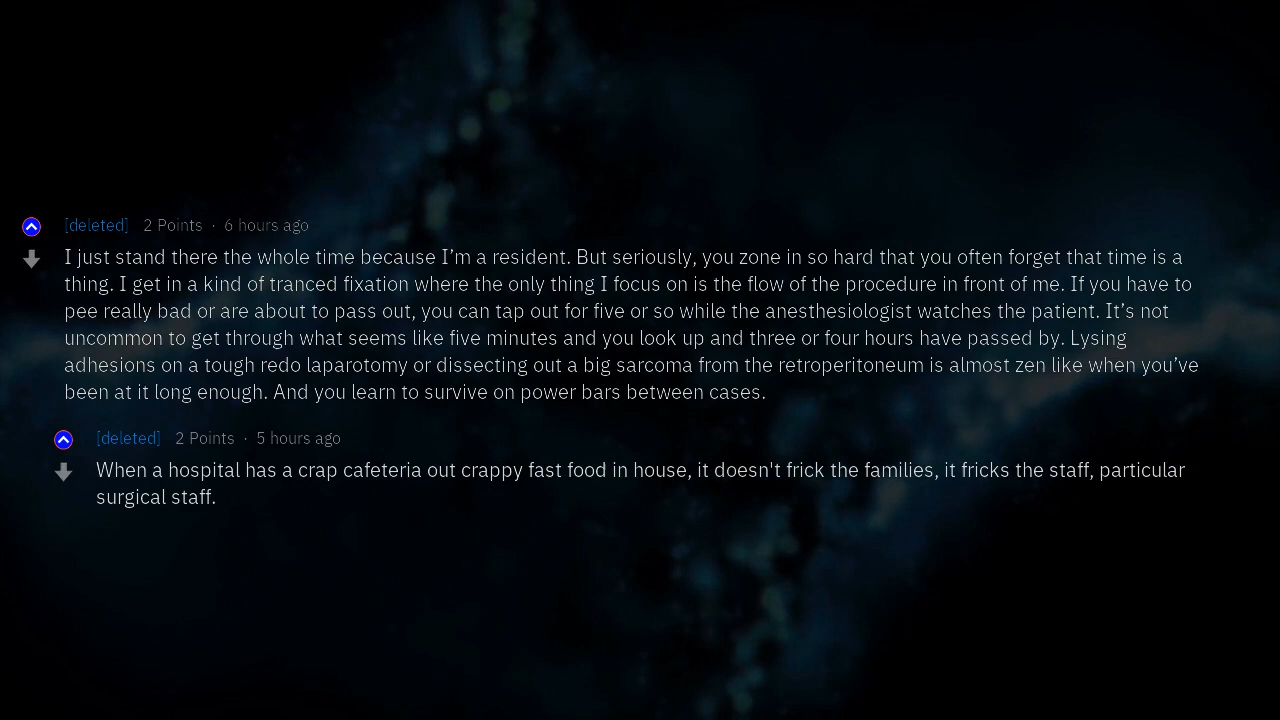 [deleted] 2 Points · 6 hours ago
I just stand there the whole time because I’m a resident. But seriously, you zone in so hard that you often forget that time is a
thing. I get in a kind of tranced fixation where the only thing I focus on is the flow of the procedure in front of me. If you have to
pee really bad or are about to pass out, you can tap out for five or so while the anesthesiologist watches the patient. It’s not
uncommon to get through what seems like five minutes and you look up and three or four hours have passed by. Lysing
adhesions on a tough redo laparotomy or dissecting out a big sarcoma from the retroperitoneum is almost zen like when you’ve
been at it long enough. And you learn to survive on power bars between cases.
[deleted] 2 Points · 5 hours ago
When a hospital has a crap cafeteria out crappy fast food in house, it doesn't frick the families, it fricks the staff, particular
surgical staff.